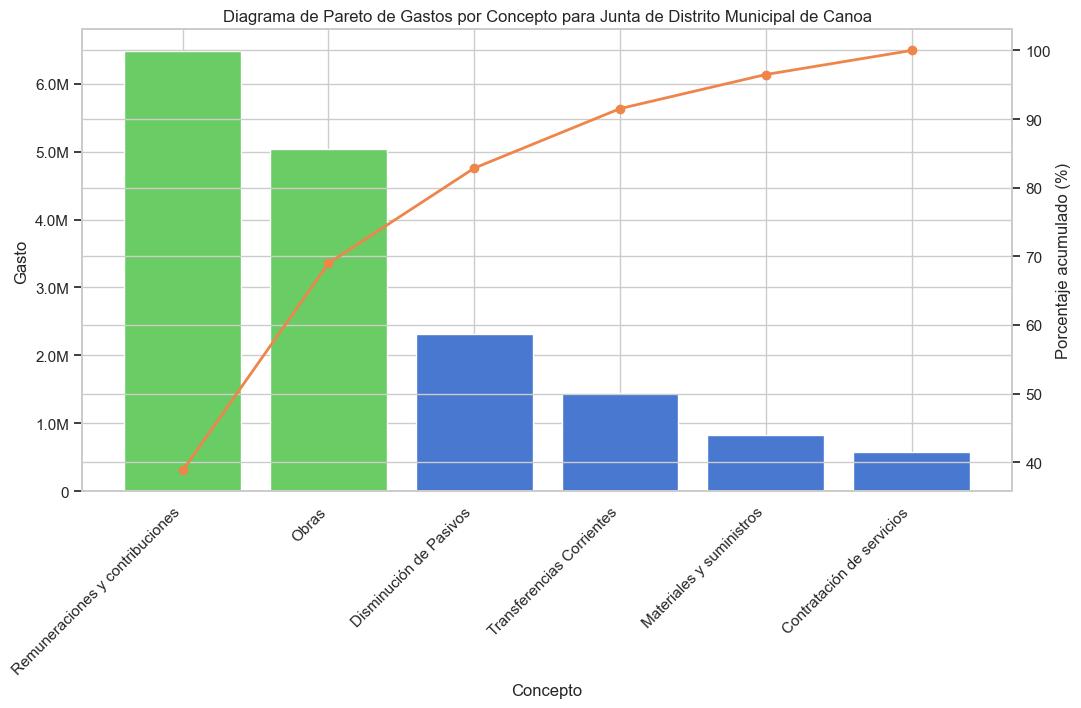 Diagrama de Pareto de Gastos por Concepto para Junta de Distrito Municipal de Canoa
Gasto
6.0M
5.0M
4.0M
3.0M
2.0M
1.0M
0
100
90
80
70
60
50
40
Porcentaje acumulado (%)
Remuneraciones y contribuciones
Obras
Disminución de Pasivos
Transferencias Corrientes
Materiales y suministros
Contratación de servicios
Concepto